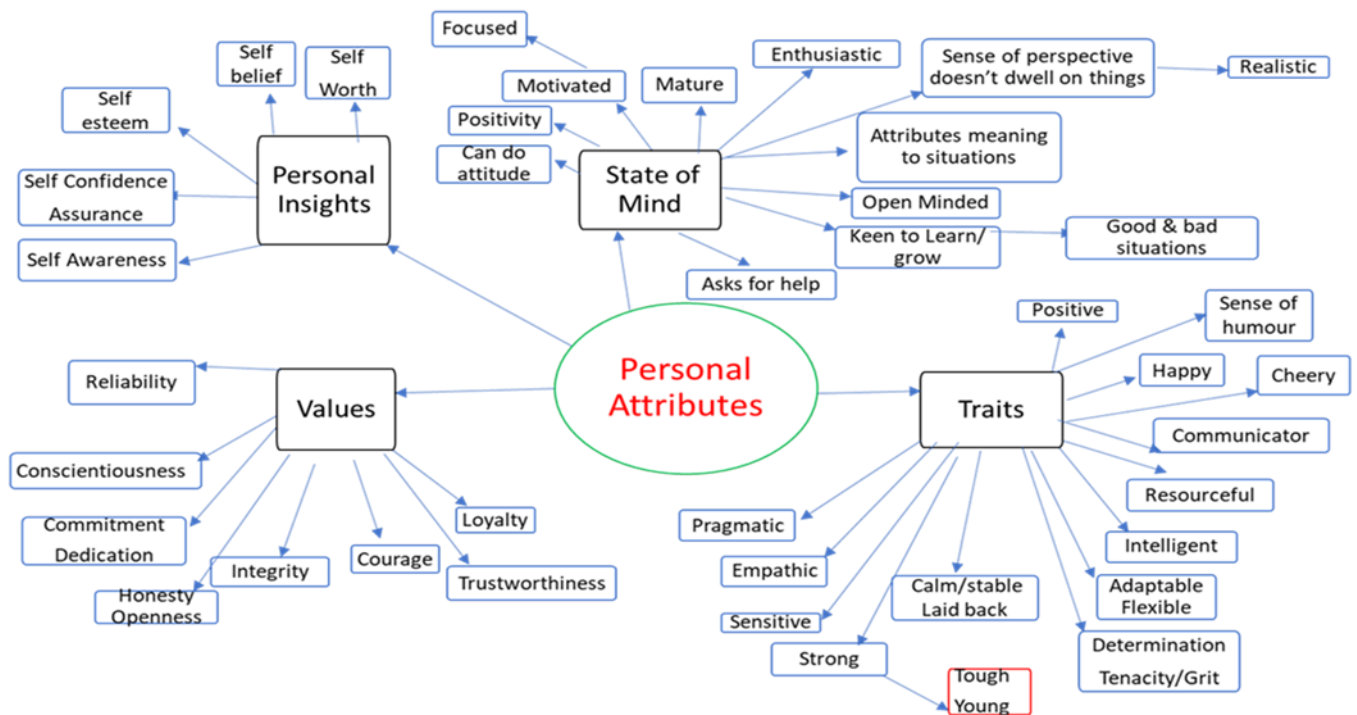 Focused
Self
belief
Self
Worth
Enthusiastic
Sense of perspective
doesn't dwell on things
Realistic
Self
esteem
Motivated
Mature
Positivity
Can do
attitude
Attributes meaning
to situations
Personal
Insights
State of
Mind
Self Confidence
Assurance
Open Minded
Self Awareness
Keen to Learn/
grow
Good & bad
situations
Asks for help
Positive
Sense of
humour
Reliability
Values
Personal
Attributes
Traits
Happy
Cheery
Communicator
Conscientiousness
Resourceful
Commitment
Dedication
Loyalty
Pragmatic
Intelligent
Integrity
Courage
Trustworthiness
Empathic
Honesty
Openness
Calm/stable
Laid back
Adaptable
Flexible
Sensitive
Strong
Determination
Tenacity/Grit
Tough
Young